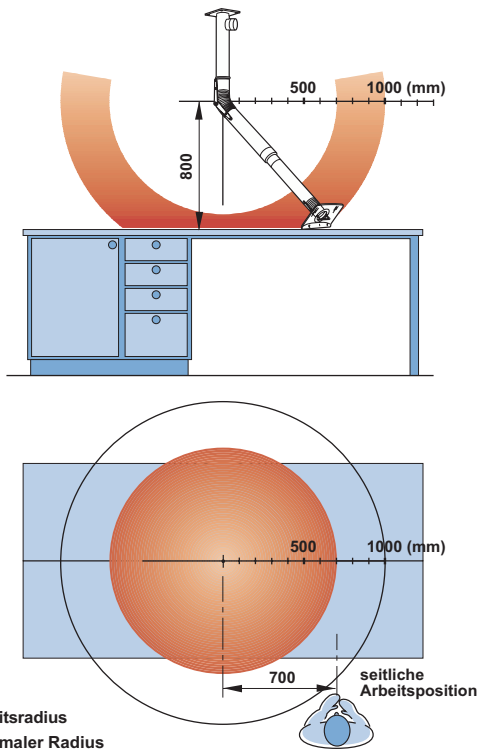 500
1000 (mm)
800
500
1000 (mm)
700
seitliche
Arbeitsposition
itsradius
maler Radius